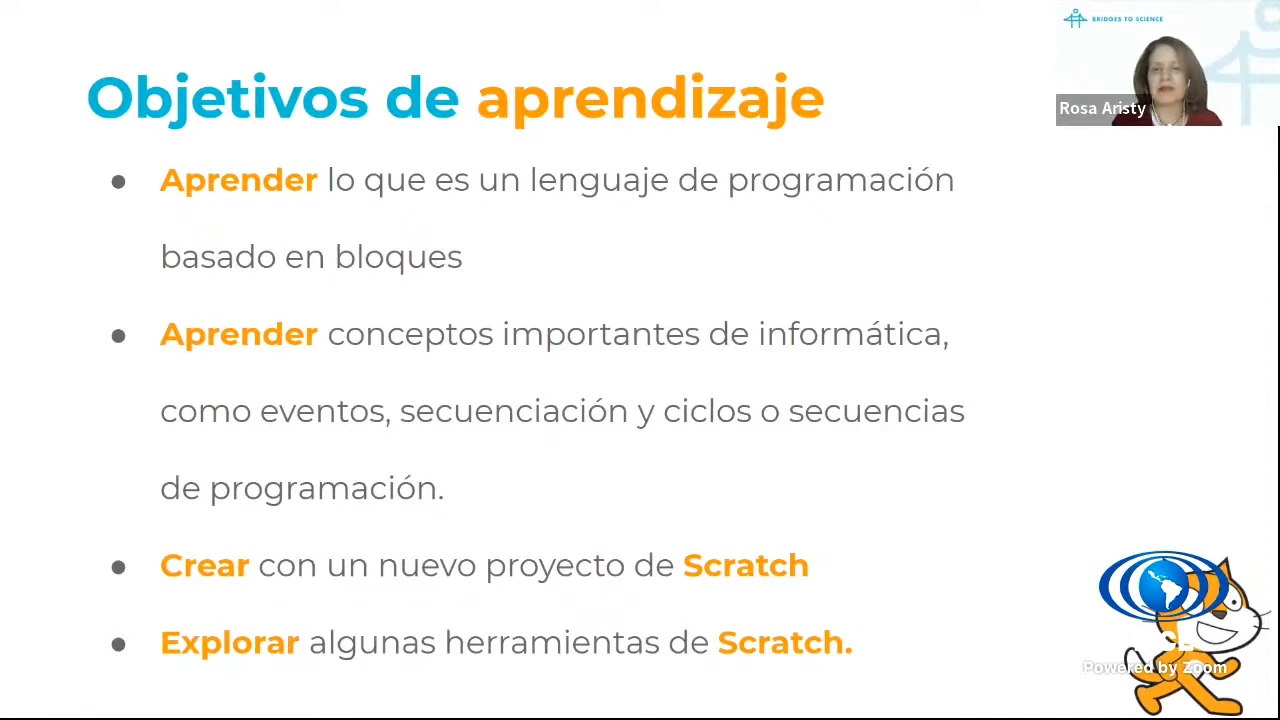 BRIDGES TO SCIENCE
Rosa Aristy
Objetivos de aprendizaje
● Aprender lo que es un lenguaje de programación
basado en bloques
● Aprender conceptos importantes de informática,
como eventos, secuenciación y ciclos o secuencias
de programación.
● Crear con un nuevo proyecto de Scratch
● Explorar algunas herramientas de Scratch.
Powered by Zoom